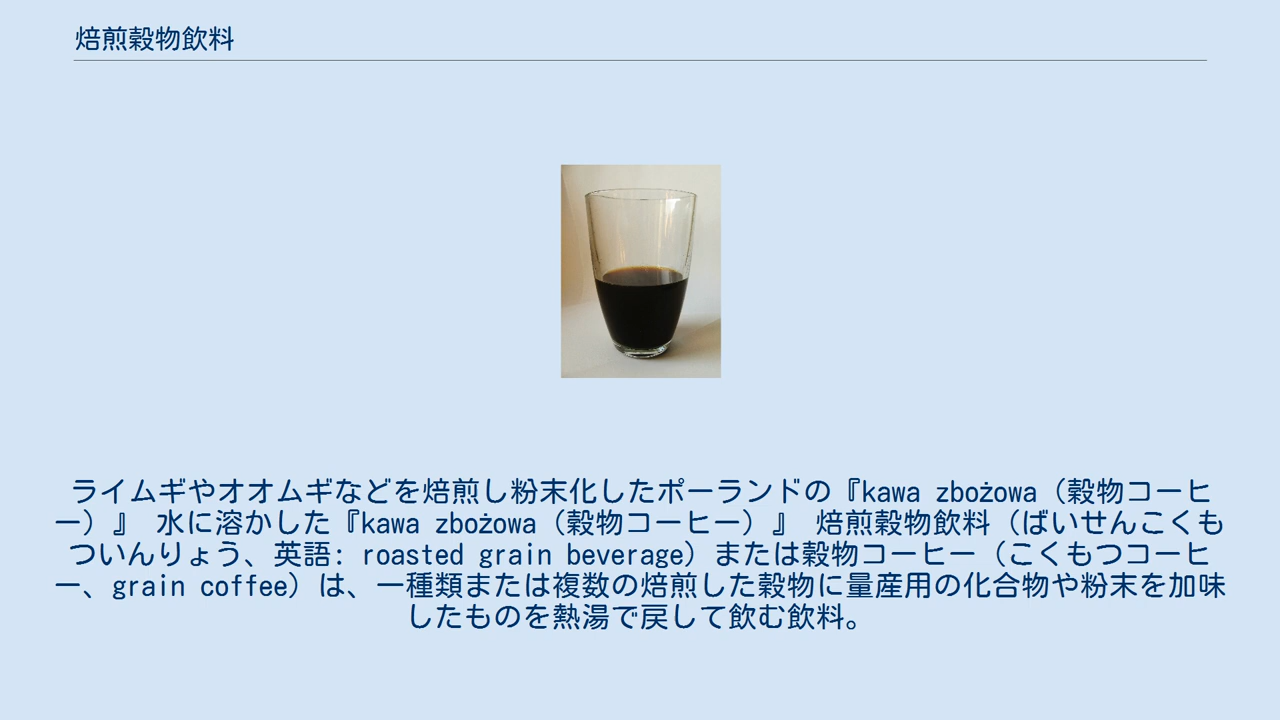 焙煎穀物飲料
ライムギやオオムギなどを焙煎し粉末化したポーランドの『kawa zbożowa（穀物コーヒ
ー）』 水に溶かした『kawa zbożowa（穀物コーヒー）』 焙煎穀物飲料（ばいせんこくも
ついんりょう、英語: roasted grain beverage）または穀物コーヒー（こくもつコーヒ
ー、grain coffee）は、一種類または複数の焙煎した穀物に量産用の化合物や粉末を加味
したものを熱湯で戻して飲む飲料。